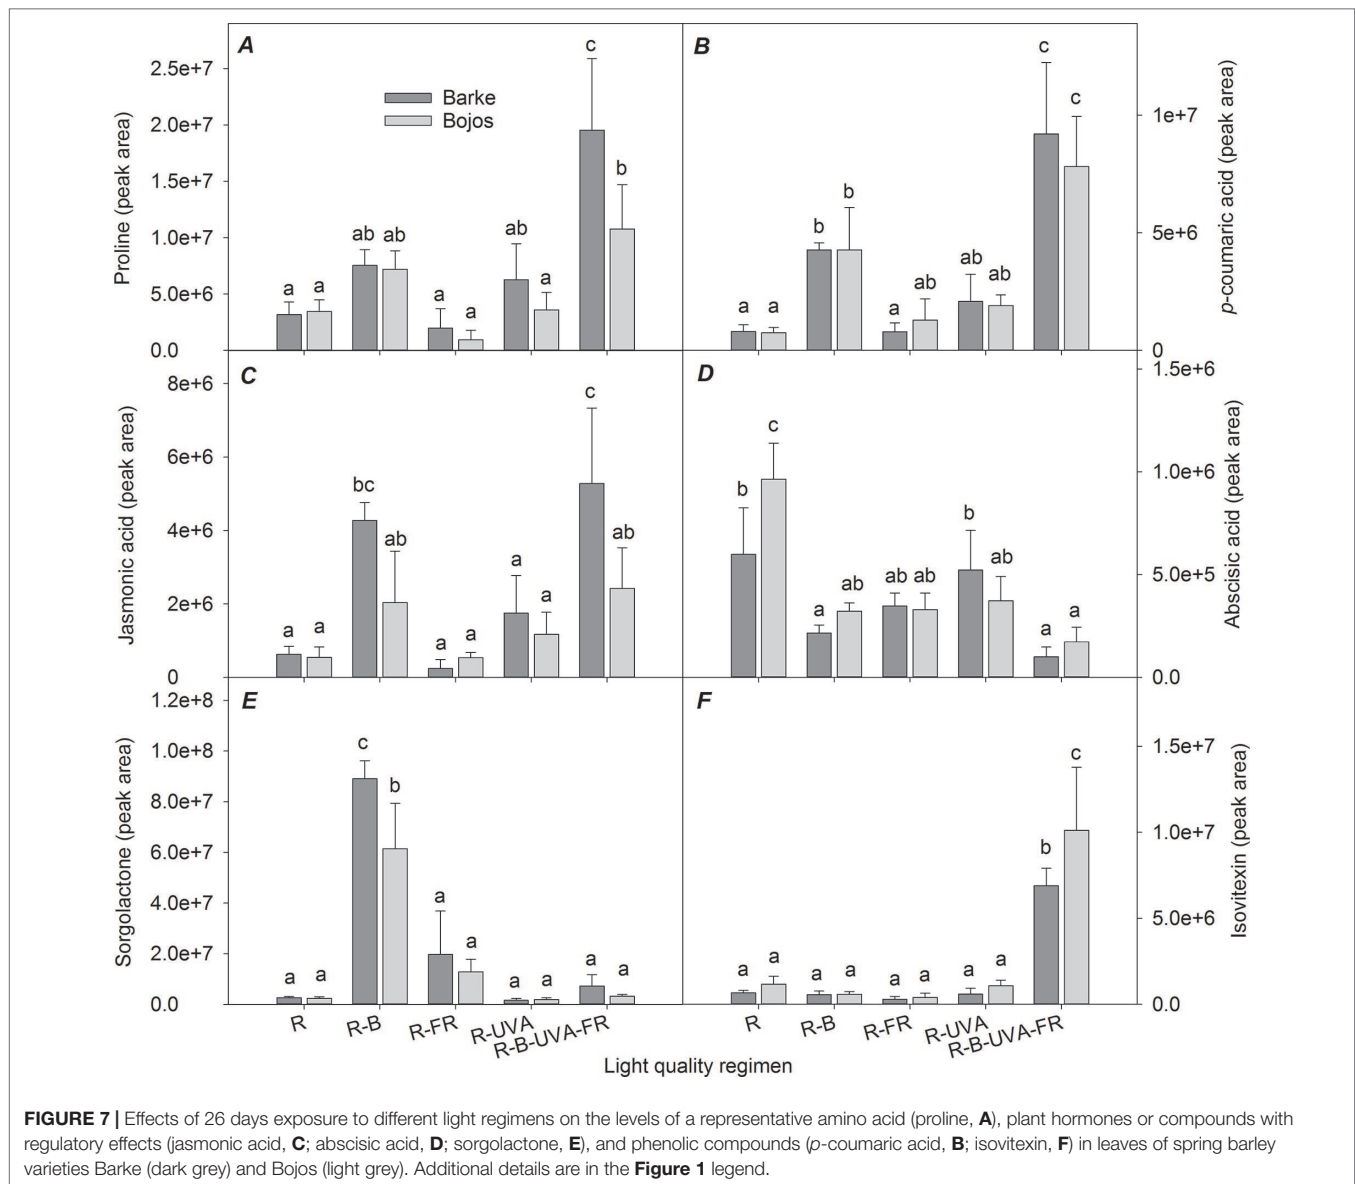 A
B
c
c
Barke
Bojos
c
b
ab
ab
ab
b
b
a
a
a
a
a
a
a
a
ab
ab
ab
2.5e+7
2.0e+7
1.5e+7
1.0e+7
5.0e+6
0.0
Proline (peak area)
1e+7
5e+6
0
p-coumaric acid (peak area)
C
D
c
bc
ab
ab
a
a
a
a
a
a
c
b
b
a
ab
ab
ab
ab
a
a
8e+6
6e+6
4e+6
2e+6
0
Jasmonic acid (peak area)
1.5e+6
1.0e+6
5.0e+5
0.0
Abscisic acid (peak area)
E
F
c
b
a
a
a
a
a
a
a
a
c
b
a
a
a
a
a
a
a
a
1.2e+8
1.0e+8
8.0e+7
6.0e+7
4.0e+7
2.0e+7
0.0
Sorgolactone (peak area)
1.5e+7
1.0e+7
5.0e+6
0.0
Isovitexin (peak area)
R
R-B
R-FR
R-UVA
R-B-UVA-FR
R
R-B
R-FR
R-UVA
R-B-UVA-FR
Light quality regimen
FIGURE 7 | Effects of 26 days exposure to different light regimens on the levels of a representative amino acid (proline, A), plant hormones or compounds with
regulatory effects (jasmonic acid, C; abscisic acid, D; sorgolactone, E), and phenolic compounds (p-coumaric acid, B; isovitexin, F) in leaves of spring barley
varieties Barke (dark grey) and Bojos (light grey). Additional details are in the Figure 1 legend.